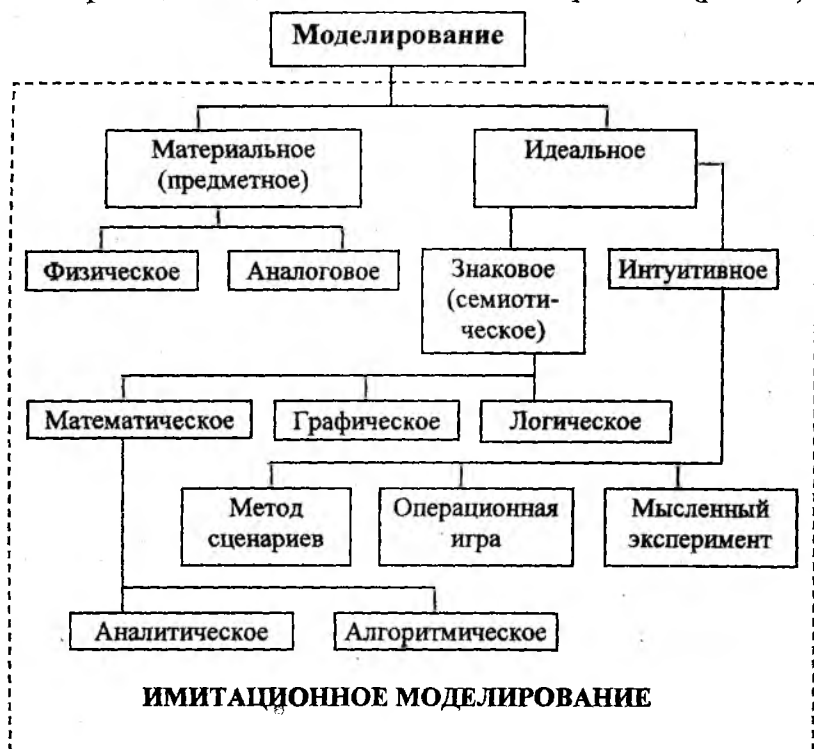 Моделирование
Материальное
(предметное)
Идеальное
Физическое
Аналоговое
Знаковое
(семиоти-
ческое)
Интуитивное
Математическое
Графическое
Логическое
Метод
сценариев
Операционная
игра
Мысленный
эксперимент
Аналитическое
Алгоритмическое
ИМИТАЦИОННОЕ МОДЕЛИРОВАНИЕ